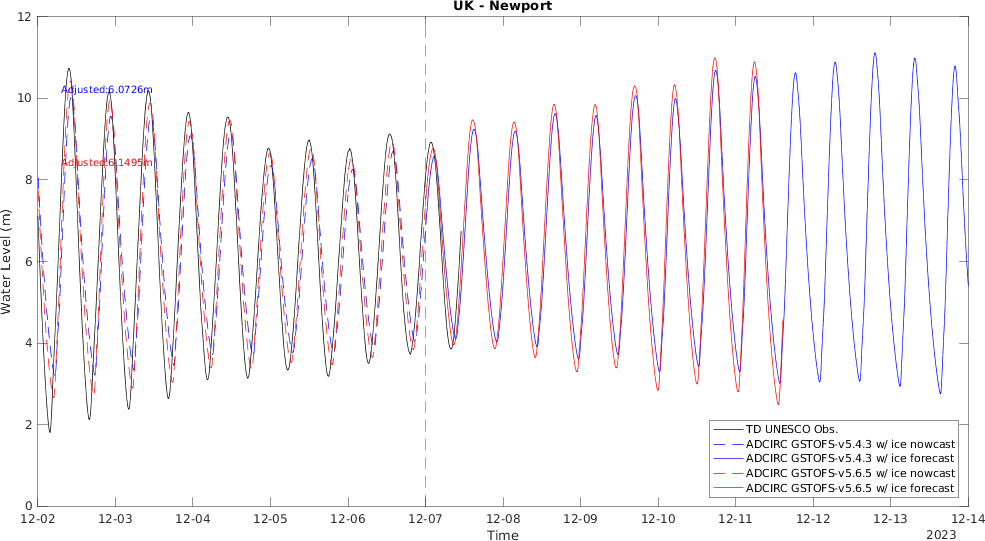 UK - Newport
12
10
8
6
4
2
0
Water Level (m)
Adjusted:6.0726m
Adjusted:6.1495m
12-02
12-03
12-04
12-05
12-06
12-07
12-08
12-09
12-10
12-11
12-12
12-13
12-14
Time
2023
TD UNESCO Obs.
ADCIRC GSTOFS-v5.4.3 w/ ice nowcast
ADCIRC GSTOFS-v5.4.3 w/ ice forecast
ADCIRC GSTOFS-v5.6.5 w/ ice nowcast
ADCIRC GSTOFS-v5.6.5 w/ ice forecast